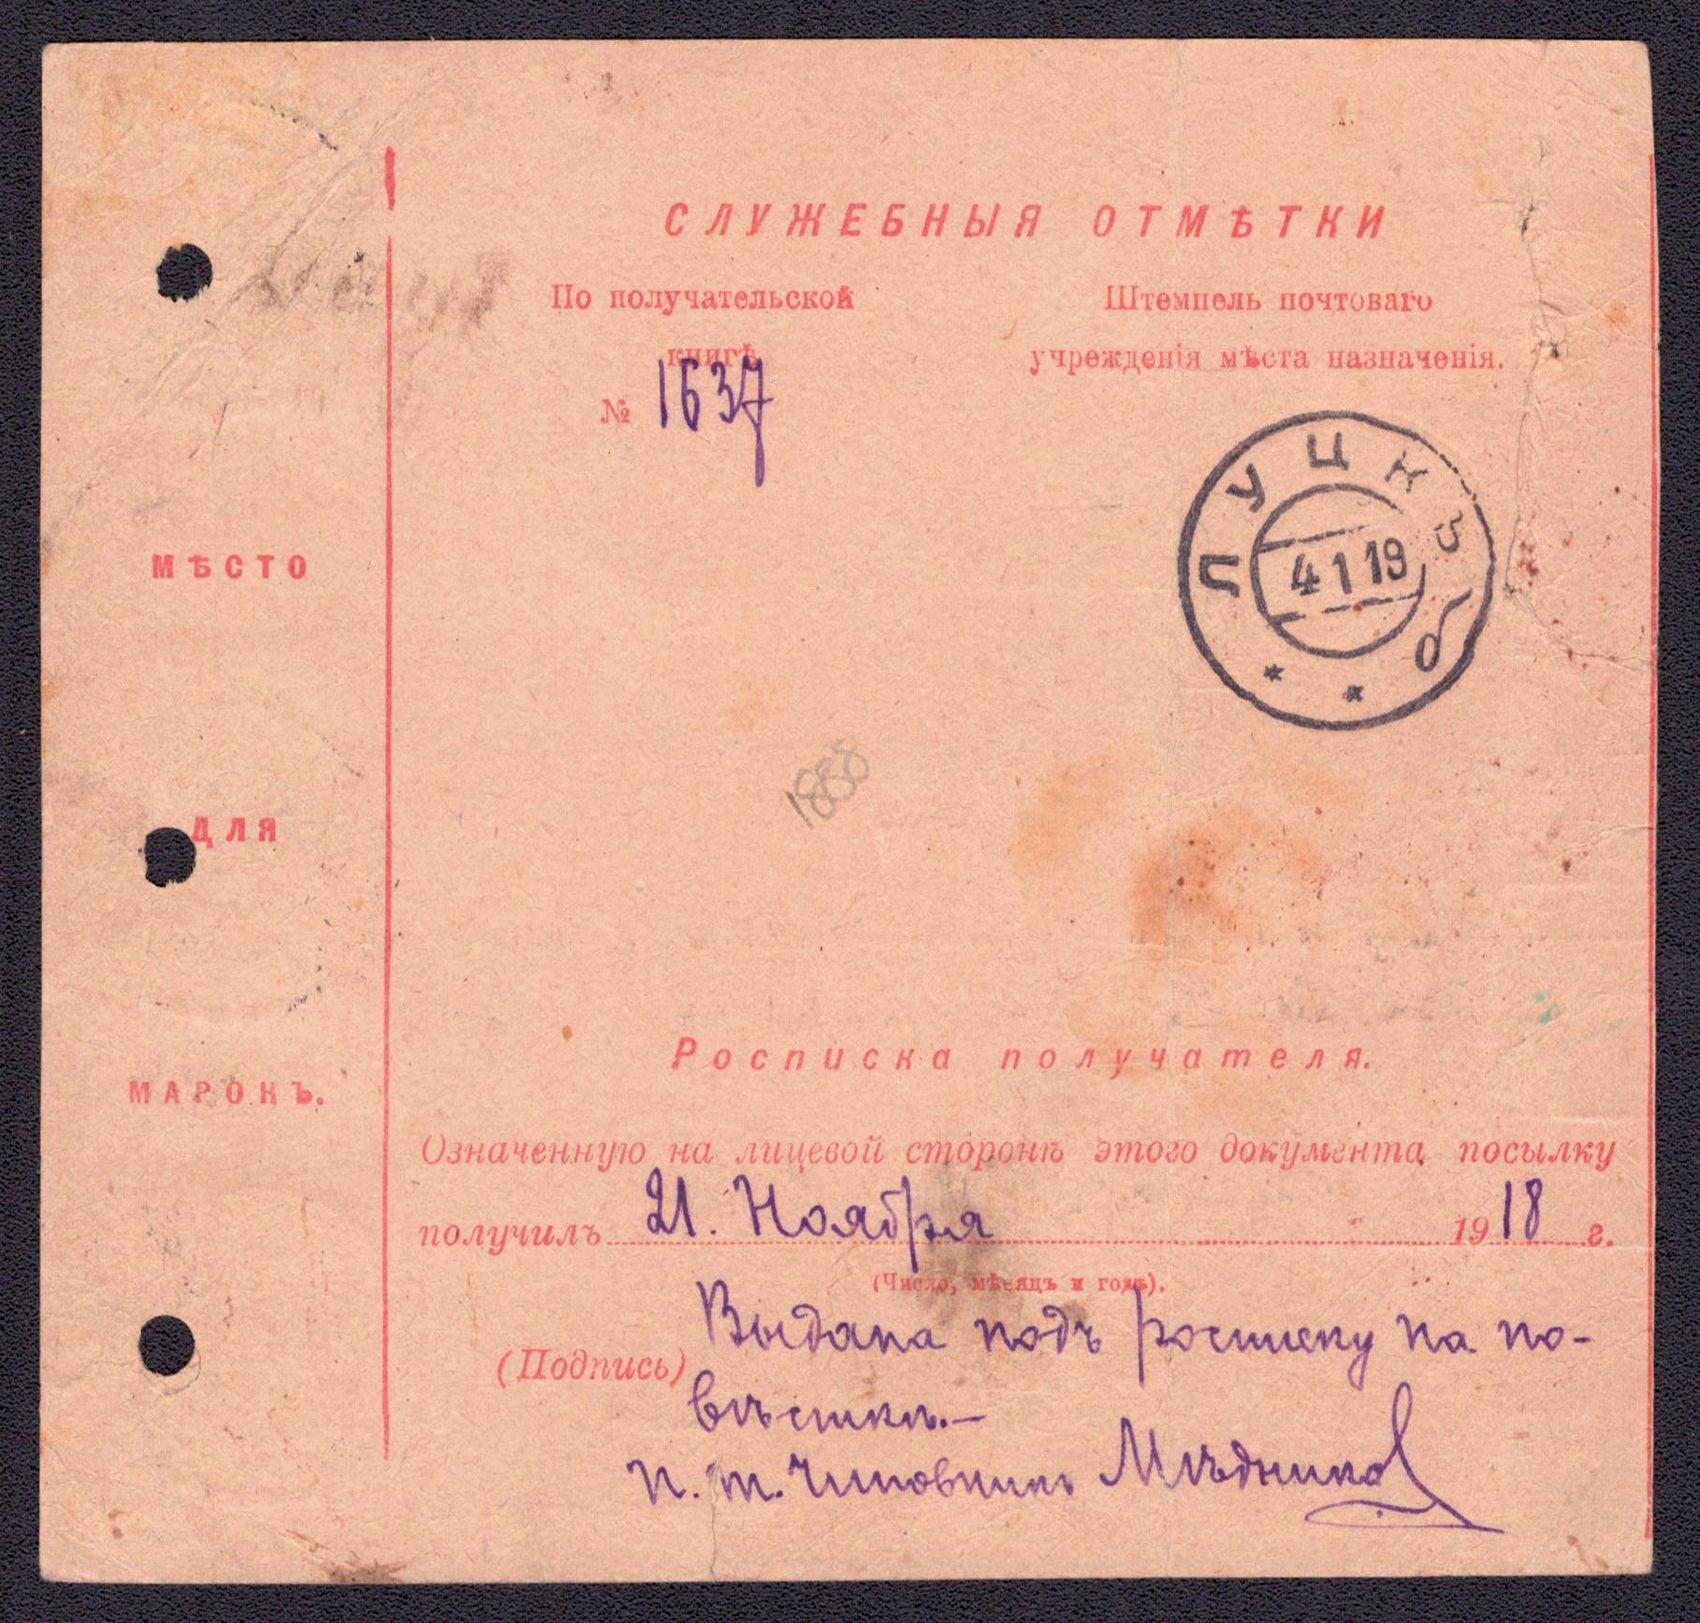 СЛУЖЕБНЫЯ ОТМѢТКИ
По получательской
книгѣ
№ 1637
Штемпель почтоваго
учрежденія мѣста назначенія.
ЛУЦКЪ б
4 1 19
МѢСТО
ДЛЯ
МАРОКЪ.
1888
Росписка получателя.
Означенную на лицевой сторонѣ этого документа посылку
получилъ 21. Ноября 1918 г.
(Число, мѣсяцъ и годъ).
Выдана подъ росписку на по-
(Подпись)
вѣсткѣ.—
п. т. Чиновникъ Мѣдников